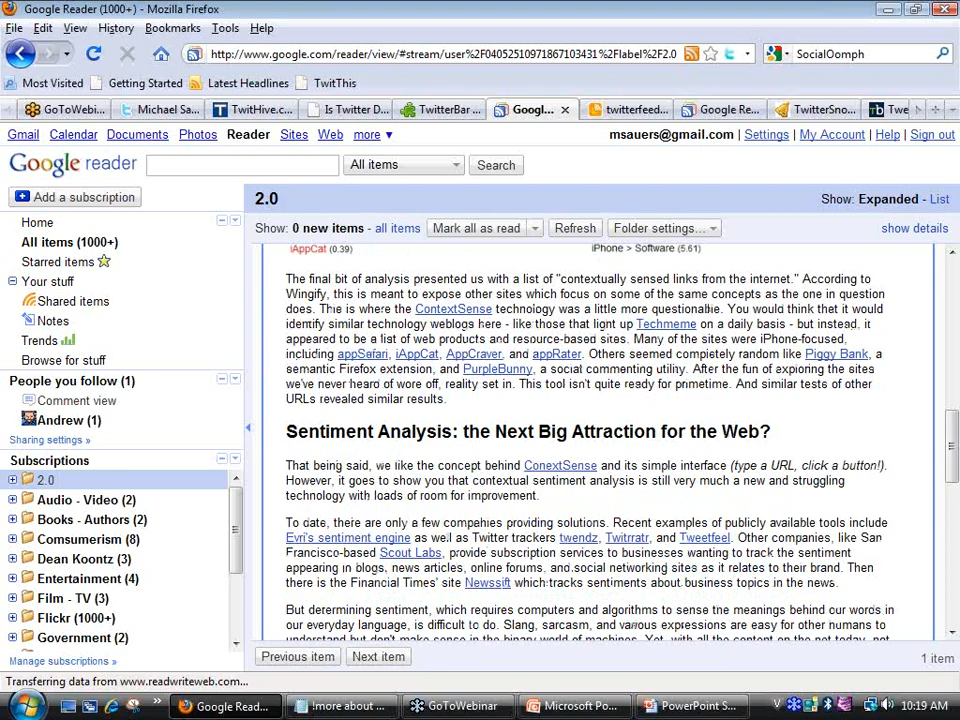 Google Reader (1000+) - Mozilla Firefox
File Edit View History Bookmarks Tools Help
http://www.google.com/reader/view/#stream/user%2F04052510971867103431%2Flabel%2F2.0
SocialOomph
Most Visited Getting Started Latest Headlines TwitThis
GoToWebi... Michael Sa... TwitHive.c... Is Twitter D... TwitterBar ... Googl... twitterfeed... Google Re... TwitterSno... Twe
Gmail Calendar Documents Photos Reader Sites Web more ▼ msauers@gmail.com | Settings | My Account | Help | Sign out
Google reader All items Search
Add a subscription
2.0 Show: Expanded - List
Show: 0 new items - all items Mark all as read Refresh Folder settings... show details
Home
All items (1000+)
Starred items
Your stuff
Shared items
Notes
Trends
Browse for stuff
People you follow (1)
Comment view
Andrew (1)
Sharing settings »
Subscriptions
2.0
Audio - Video (2)
Books - Authors (2)
Comsumerism (8)
Dean Koontz (3)
Entertainment (4)
Film - TV (3)
Flickr (1000+)
Government (2)
Manage subscriptions »
iAppCat (0.39) iPhone > Software (5.61)
The final bit of analysis presented us with a list of "contextually sensed links from the internet." According to
Wingify, this is meant to expose other sites which focus on some of the same concepts as the one in question
does. This is where the ContextSense technology was a little more questionable. You would think that it would
identify similar technology weblogs here - like those that light up Techmeme on a daily basis - but instead, it
appeared to be a list of web products and resource-based sites. Many of the sites were iPhone-focused,
including appSafari, iAppCat, AppCraver, and appRater. Others seemed completely random like Piggy Bank, a
semantic Firefox extension, and PurpleBunny, a social commenting utility. After the fun of exploring the sites
we've never heard of wore off, reality set in. This tool isn't quite ready for primetime. And similar tests of other
URLs revealed similar results.
Sentiment Analysis: the Next Big Attraction for the Web?
That being said, we like the concept behind ConextSense and its simple interface (type a URL, click a button!).
However, it goes to show you that contextual sentiment analysis is still very much a new and struggling
technology with loads of room for improvement.
To date, there are only a few companies providing solutions. Recent examples of publicly available tools include
Evri's sentiment engine as well as Twitter trackers twendz, Twitrratr, and Tweetfeel. Other companies, like San
Francisco-based Scout Labs, provide subscription services to businesses wanting to track the sentiment
appearing in blogs, news articles, online forums, and social networking sites as it relates to their brand. Then
there is the Financial Times' site Newssift which tracks sentiments about business topics in the news.
But determining sentiment, which requires computers and algorithms to sense the meanings behind our words in
our everyday language, is difficult to do. Slang, sarcasm, and various expressions are easy for other humans to
understand but don't make sense in the binary world of machines. Yet, with all the content on the net today, not
Previous item Next item 1 item
Transferring data from www.readwriteweb.com...
Google Read... !more about ... GoToWebinar Microsoft Po... PowerPoint S... 10:19 AM